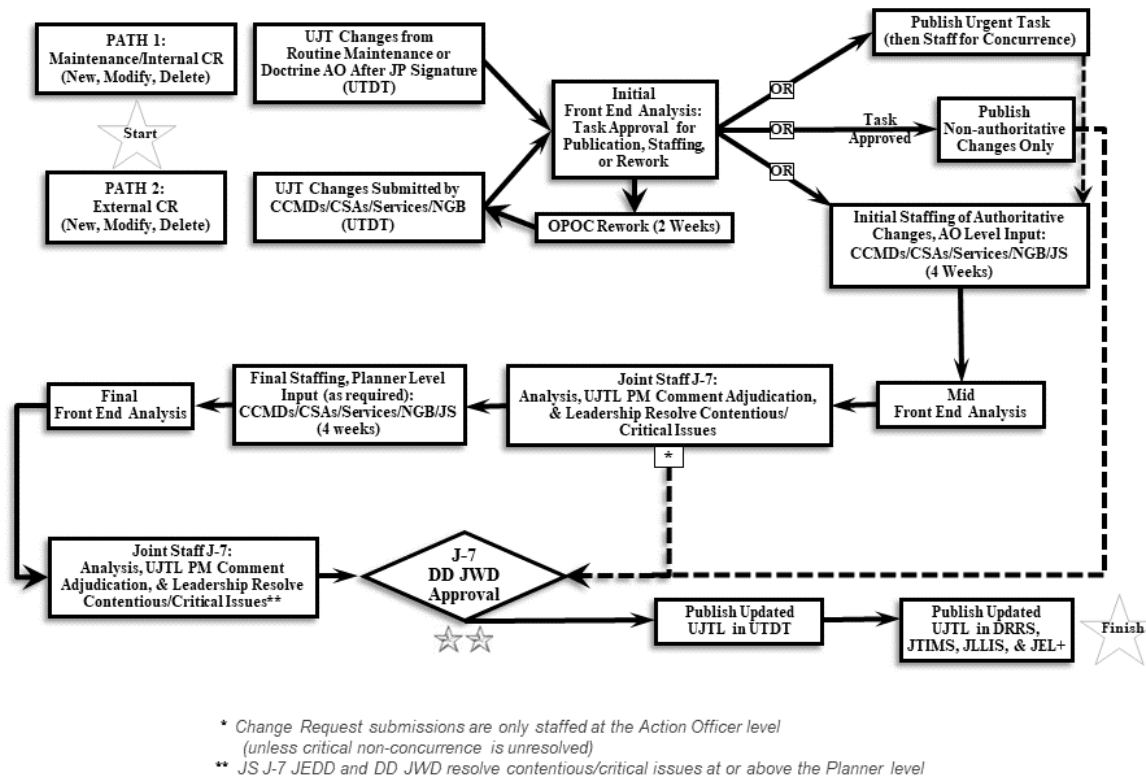 PATH 1:
Maintenance/Internal CR
(New, Modify, Delete)
Start
PATH 2:
External CR
(New, Modify, Delete)
UJT Changes from
Routine Maintenance or
Doctrine AO After JP Signature
(UTDT)
UJT Changes Submitted by
CCMDs/CSAs/Services/NGB
(UTDT)
Initial
Front End Analysis:
Task Approval for
Publication, Staffing,
or Rework
OPOC Rework (2 Weeks)
OR
Publish Urgent Task
(then Staff for Concurrence)
OR
Task
Approved
Publish
Non-authoritative
Changes Only
OR
Initial Staffing of Authoritative
Changes, AO Level Input:
CCMDs/CSAs/Services/NGB/JS
(4 Weeks)
Mid
Front End Analysis
Joint Staff J-7:
Analysis, UJTL PM Comment Adjudication,
& Leadership Resolve Contentious/
Critical Issues
*
Final Staffing, Planner Level
Input (as required):
CCMDs/CSAs/Services/NGB/JS
(4 weeks)
Final
Front End Analysis
Joint Staff J-7:
Analysis, UJTL PM Comment
Adjudication, & Leadership Resolve
Contentious/Critical Issues**
J-7
DD JWD
Approval
Publish Updated
UJTL in UTDT
Publish Updated
UJTL in DRRS,
JTIMS, JLLIS, & JEL+
Finish
* Change Request submissions are only staffed at the Action Officer level
(unless critical non-concurrence is unresolved)
** JS J-7 JEDD and DD JWD resolve contentious/critical issues at or above the Planner level